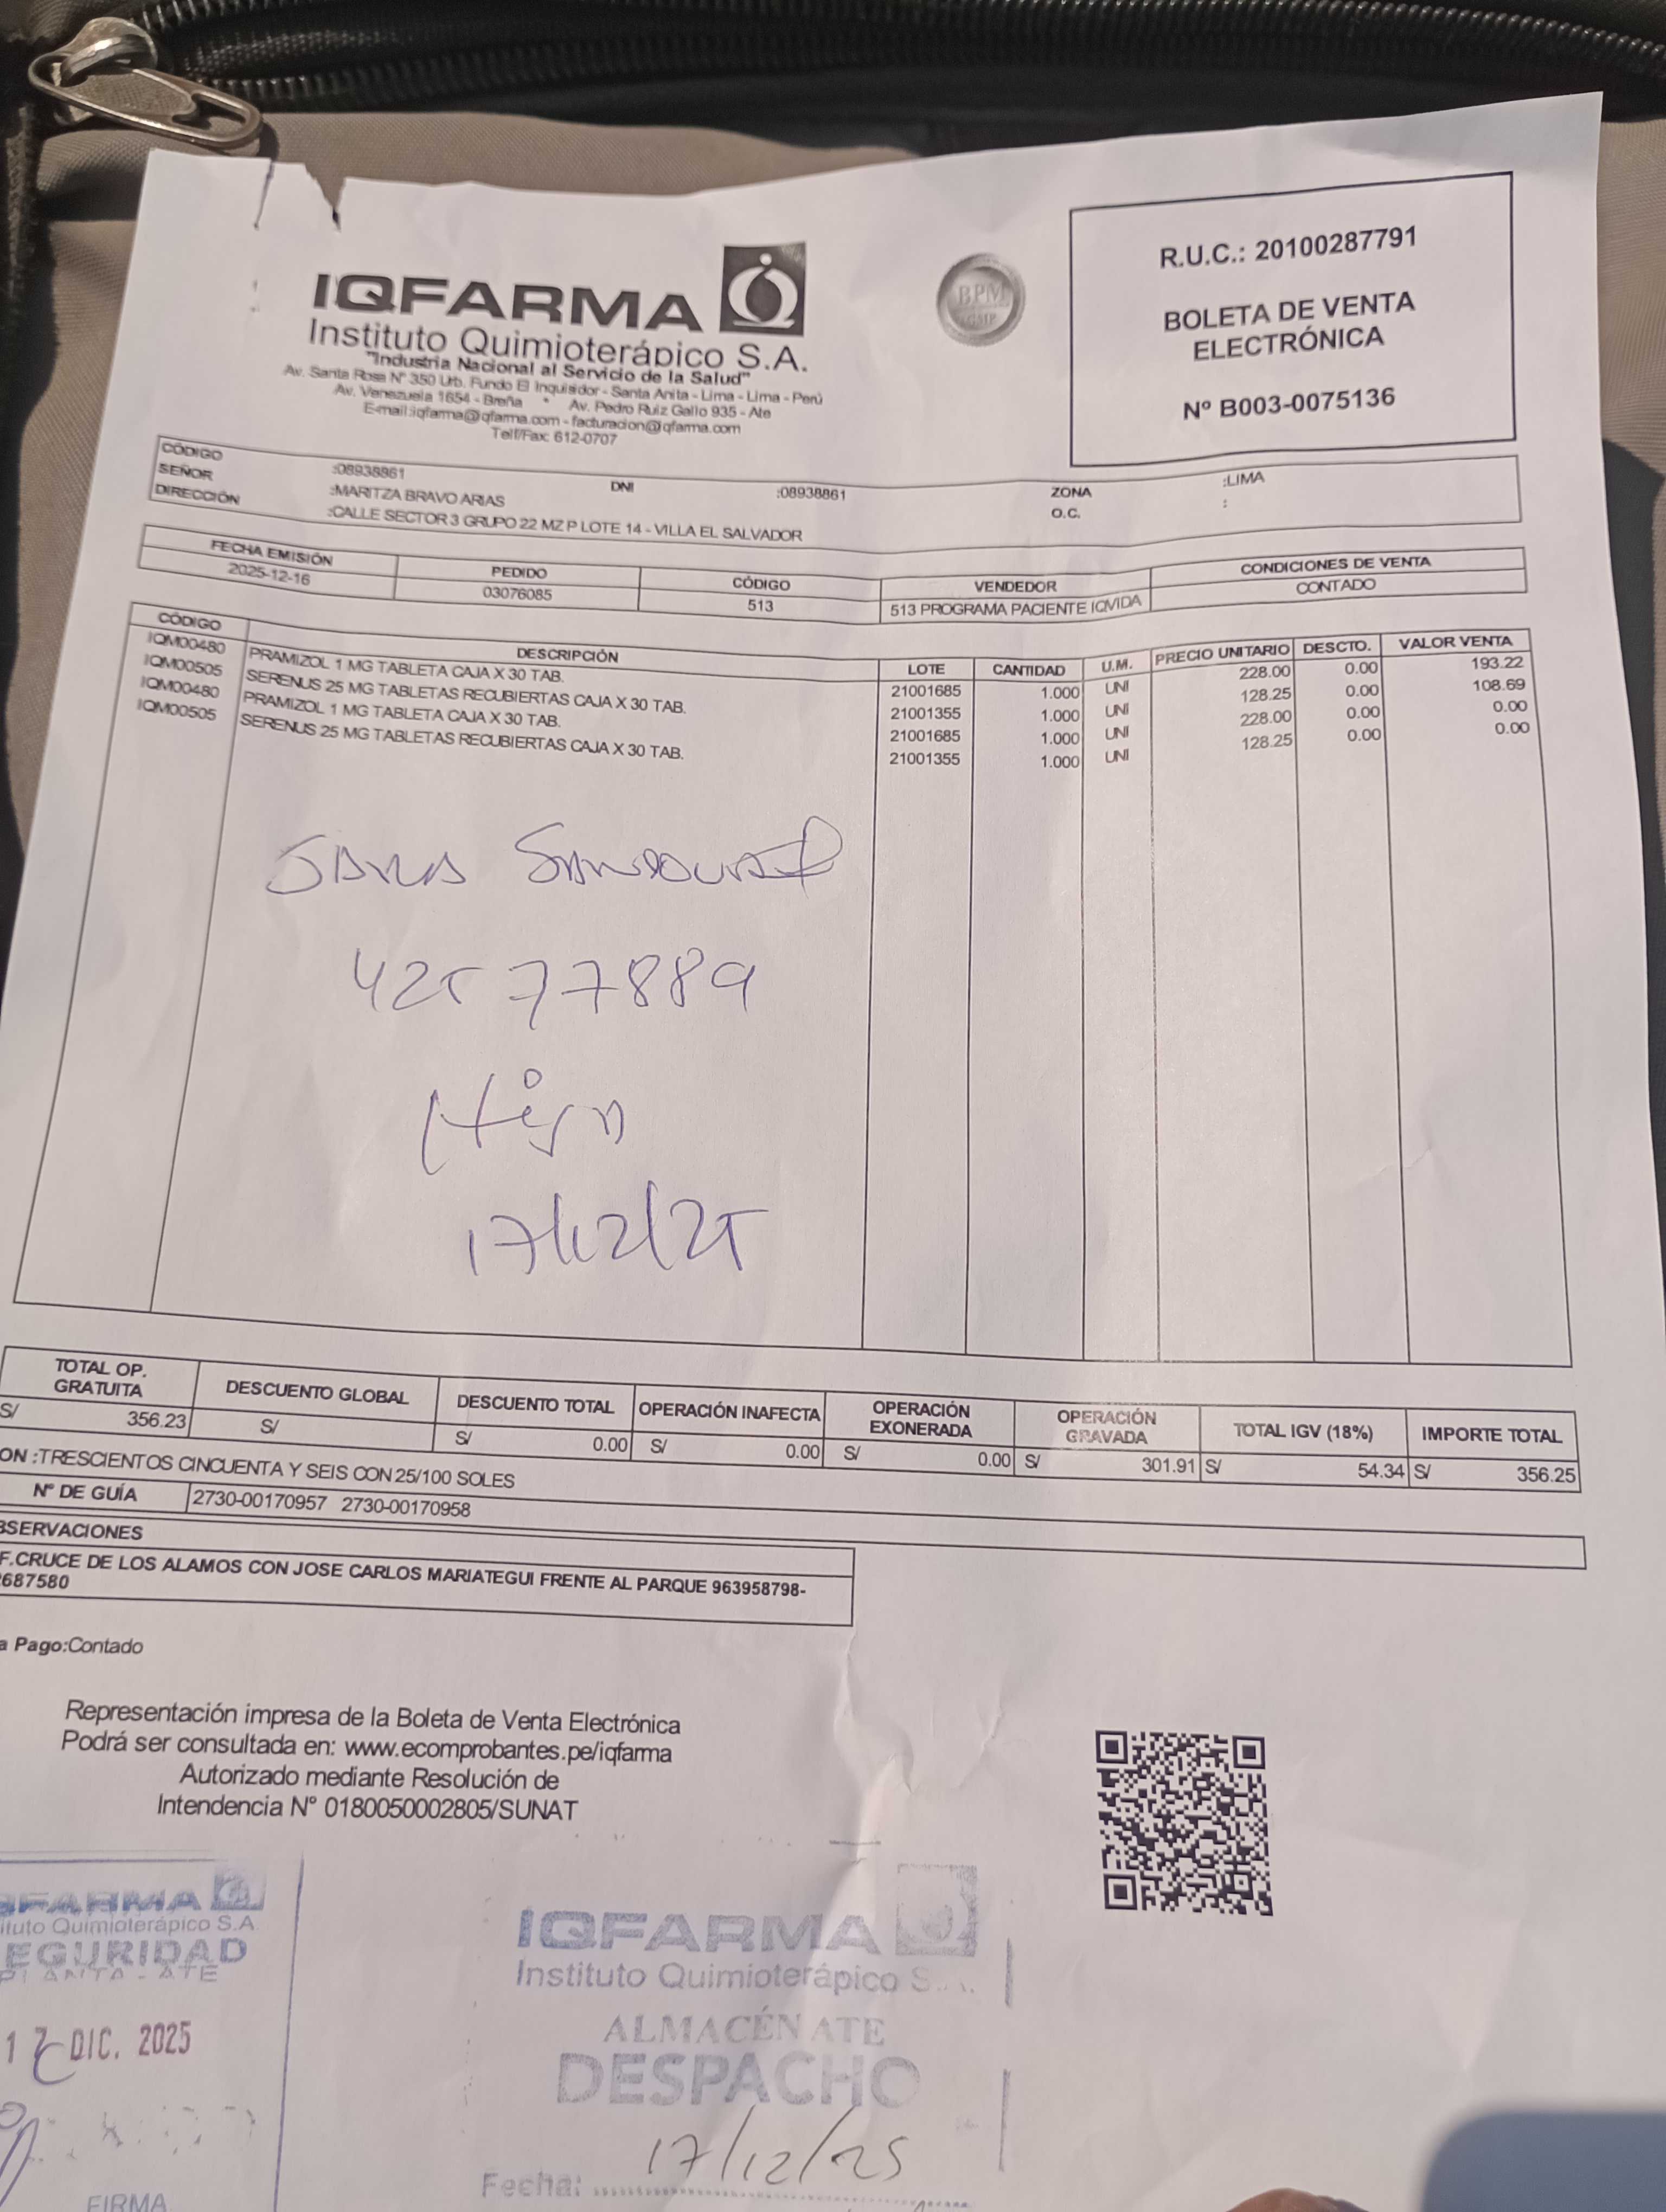 IQFARMA
Instituto Quimioterápico S.A.
"Industria Nacional al Servicio de la Salud"
Av. Santa Rosa N° 350 Urb. Fundo El Inquisidor - Santa Anita - Lima - Lima - Perú
Av. Venezuela 1654 - Breña * Av. Pedro Ruiz Gallo 935 - Ate
E-mail:iqfarma@iqfarma.com - facturacion@iqfarma.com
Telf/Fax: 612-0707
BPM
GMP
R.U.C.: 20100287791
BOLETA DE VENTA
ELECTRÓNICA
Nº B003-0075136
CÓDIGO :08938861 DNI :08938861 ZONA :LIMA
SEÑOR :MARITZA BRAVO ARIAS O.C. :
DIRECCIÓN :CALLE SECTOR 3 GRUPO 22 MZ P LOTE 14 - VILLA EL SALVADOR
FECHA EMISIÓN PEDIDO CÓDIGO VENDEDOR CONDICIONES DE VENTA
2025-12-16 03076085 513 513 PROGRAMA PACIENTE IQVIDA CONTADO
CÓDIGO DESCRIPCIÓN LOTE CANTIDAD U.M. PRECIO UNITARIO DESCTO. VALOR VENTA
IQM00480 PRAMIZOL 1 MG TABLETA CAJA X 30 TAB. 21001685 1.000 UNI 228.00 0.00 193.22
IQM00505 SERENUS 25 MG TABLETAS RECUBIERTAS CAJA X 30 TAB. 21001355 1.000 UNI 128.25 0.00 108.69
IQM00480 PRAMIZOL 1 MG TABLETA CAJA X 30 TAB. 21001685 1.000 UNI 228.00 0.00 0.00
IQM00505 SERENUS 25 MG TABLETAS RECUBIERTAS CAJA X 30 TAB. 21001355 1.000 UNI 128.25 0.00 0.00
Sandoval
42577889
17/12/25
TOTAL OP. GRATUITA DESCUENTO GLOBAL DESCUENTO TOTAL OPERACIÓN INAFECTA OPERACIÓN EXONERADA OPERACIÓN GRAVADA TOTAL IGV (18%) IMPORTE TOTAL
S/ 356.23 S/ S/ 0.00 S/ 0.00 S/ 0.00 S/ 301.91 S/ 54.34 S/ 356.25
ON :TRESCIENTOS CINCUENTA Y SEIS CON 25/100 SOLES
Nº DE GUÍA 2730-00170957 2730-00170958
BSERVACIONES
F.CRUCE DE LOS ALAMOS CON JOSE CARLOS MARIATEGUI FRENTE AL PARQUE 963958798-
687580
a Pago:Contado
Representación impresa de la Boleta de Venta Electrónica
Podrá ser consultada en: www.ecomprobantes.pe/iqfarma
Autorizado mediante Resolución de
Intendencia Nº 0180050002805/SUNAT
QFARMA
ituto Quimioterápico S.A
EGURIDAD
PLANTA - ATE
17 DIC. 2025
FIRMA
IQFARMA
Instituto Quimioterápico S.A.
ALMACÉN ATE
DESPACHO
Fecha: 17/12/25